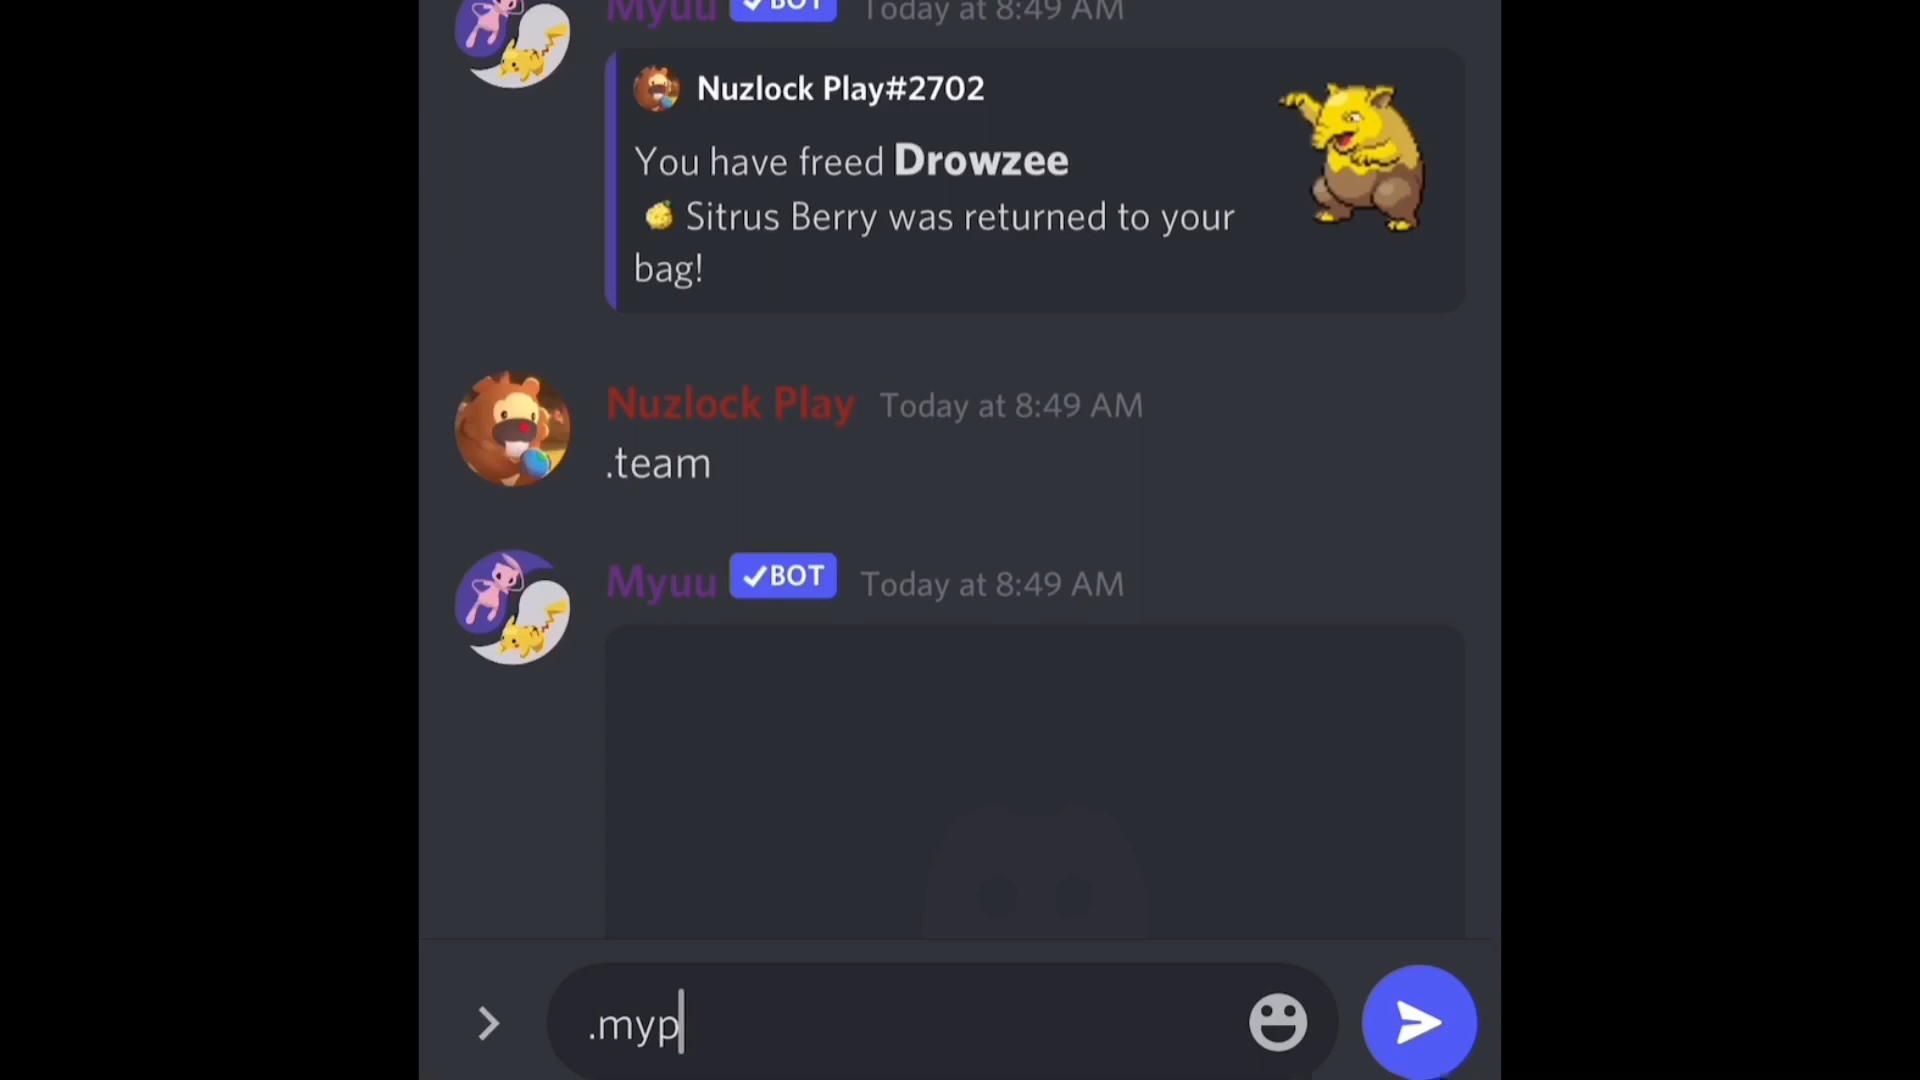 Myuu ✓BOT Today at 8:49 AM
Nuzlock Play#2702
You have freed Drowzee
Sitrus Berry was returned to your
bag!
Nuzlock Play Today at 8:49 AM
.team
Myuu ✓BOT Today at 8:49 AM
.myp